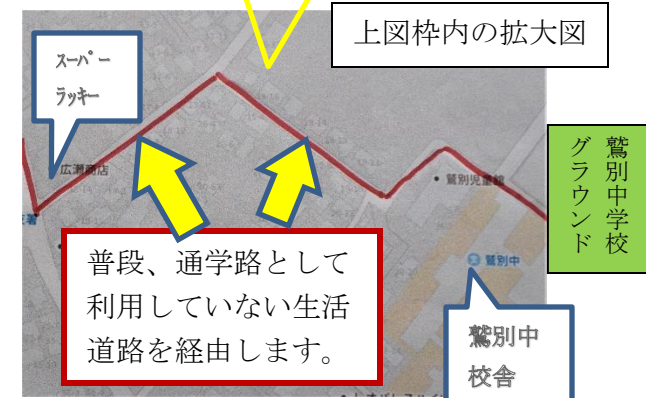 上図枠内の拡大図
スーパー
ラッキー
広瀬商店
鷲別児童館
鷲別中学校
グラウンド
鷲別中
普段、通学路として
利用していない生活
道路を経由します。
鷲別中
校舎